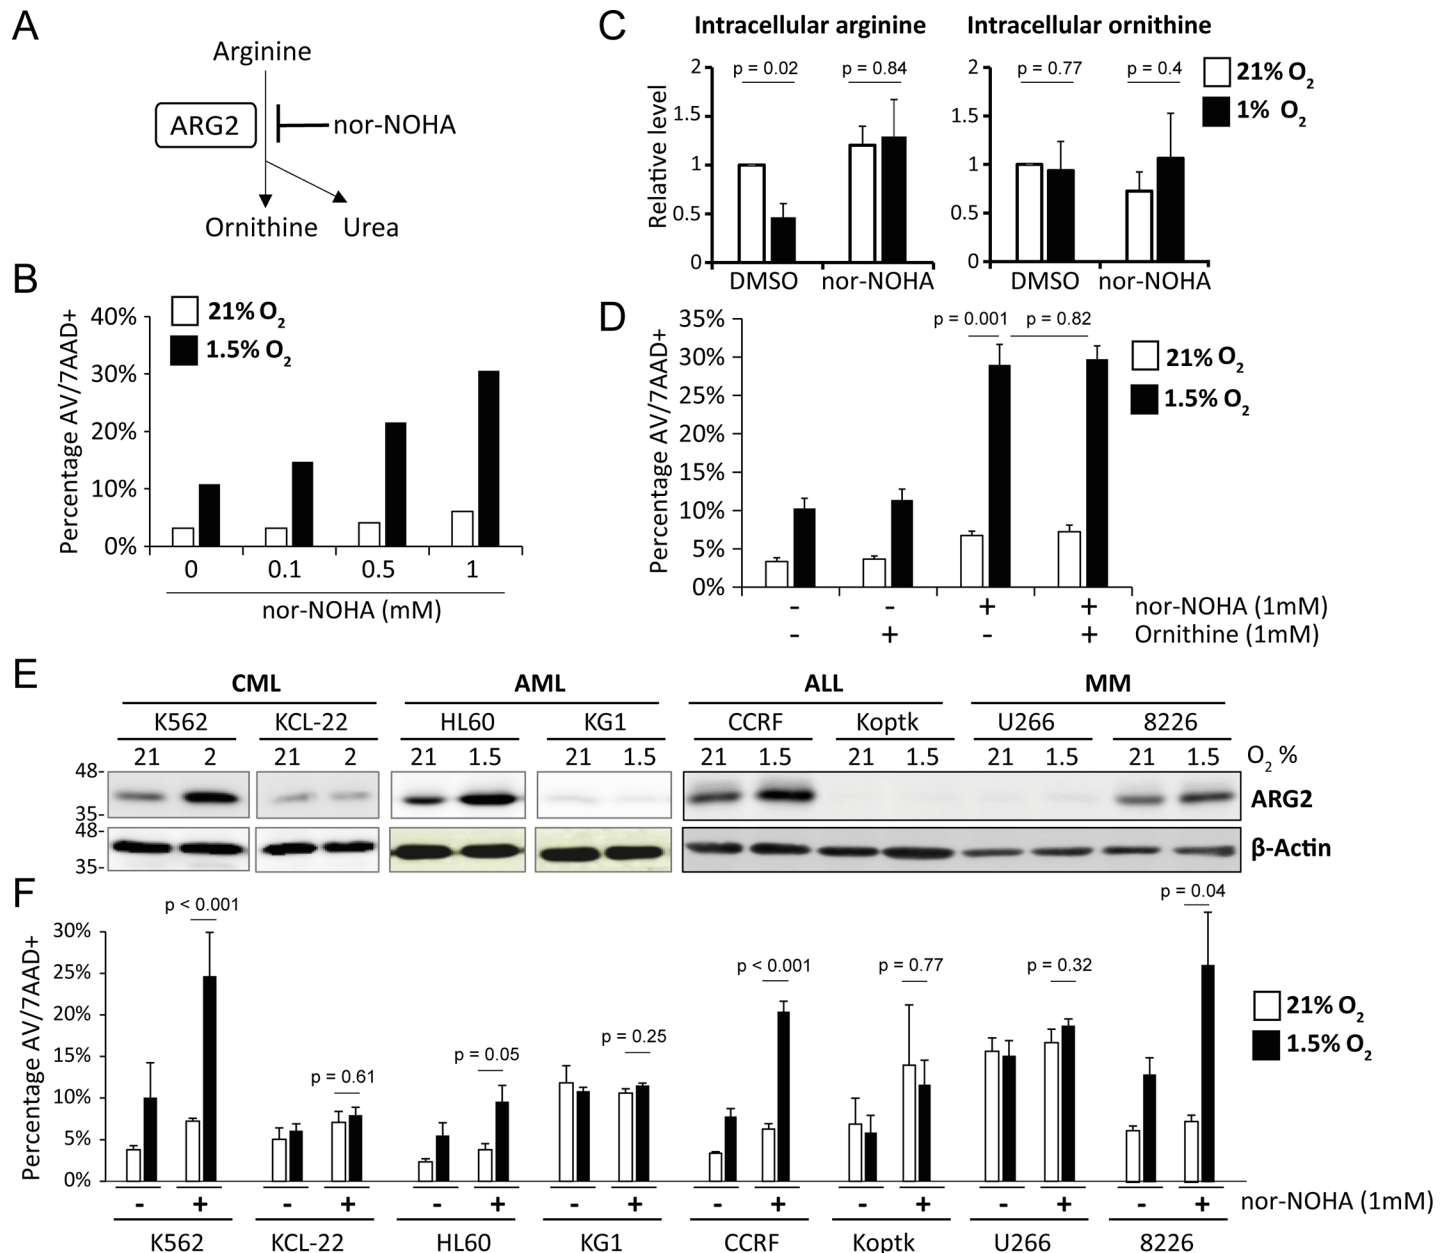 A
Arginine
ARG2
nor-NOHA
Ornithine
Urea
B
21% O2
1.5% O2
Percentage AV/7AAD+
40%
30%
20%
10%
0%
0 0.1 0.5 1
nor-NOHA (mM)
C
Intracellular arginine
Intracellular ornithine
21% O2
1% O2
Relative level
2
1.5
1
0.5
0
p = 0.02
p = 0.84
DMSO nor-NOHA
2
1.5
1
0.5
0
p = 0.77
p = 0.4
DMSO nor-NOHA
D
Percentage AV/7AAD+
35%
30%
25%
20%
15%
10%
5%
0%
p = 0.001
p = 0.82
21% O2
1.5% O2
- - + + nor-NOHA (1mM)
- + - + Ornithine (1mM)
E
CML AML ALL MM
K562 KCL-22 HL60 KG1 CCRF Koptk U266 8226
21 2 21 2 21 1.5 21 1.5 21 1.5 21 1.5 21 1.5 21 1.5 O2 %
48-
35-
ARG2
48-
35-
β-Actin
F
Percentage AV/7AAD+
30%
25%
20%
15%
10%
5%
0%
p < 0.001
p = 0.61
p = 0.05
p = 0.25
p < 0.001
p = 0.77
p = 0.32
p = 0.04
21% O2
1.5% O2
- + - + - + - + - + - + - + - + nor-NOHA (1mM)
K562 KCL-22 HL60 KG1 CCRF Koptk U266 8226